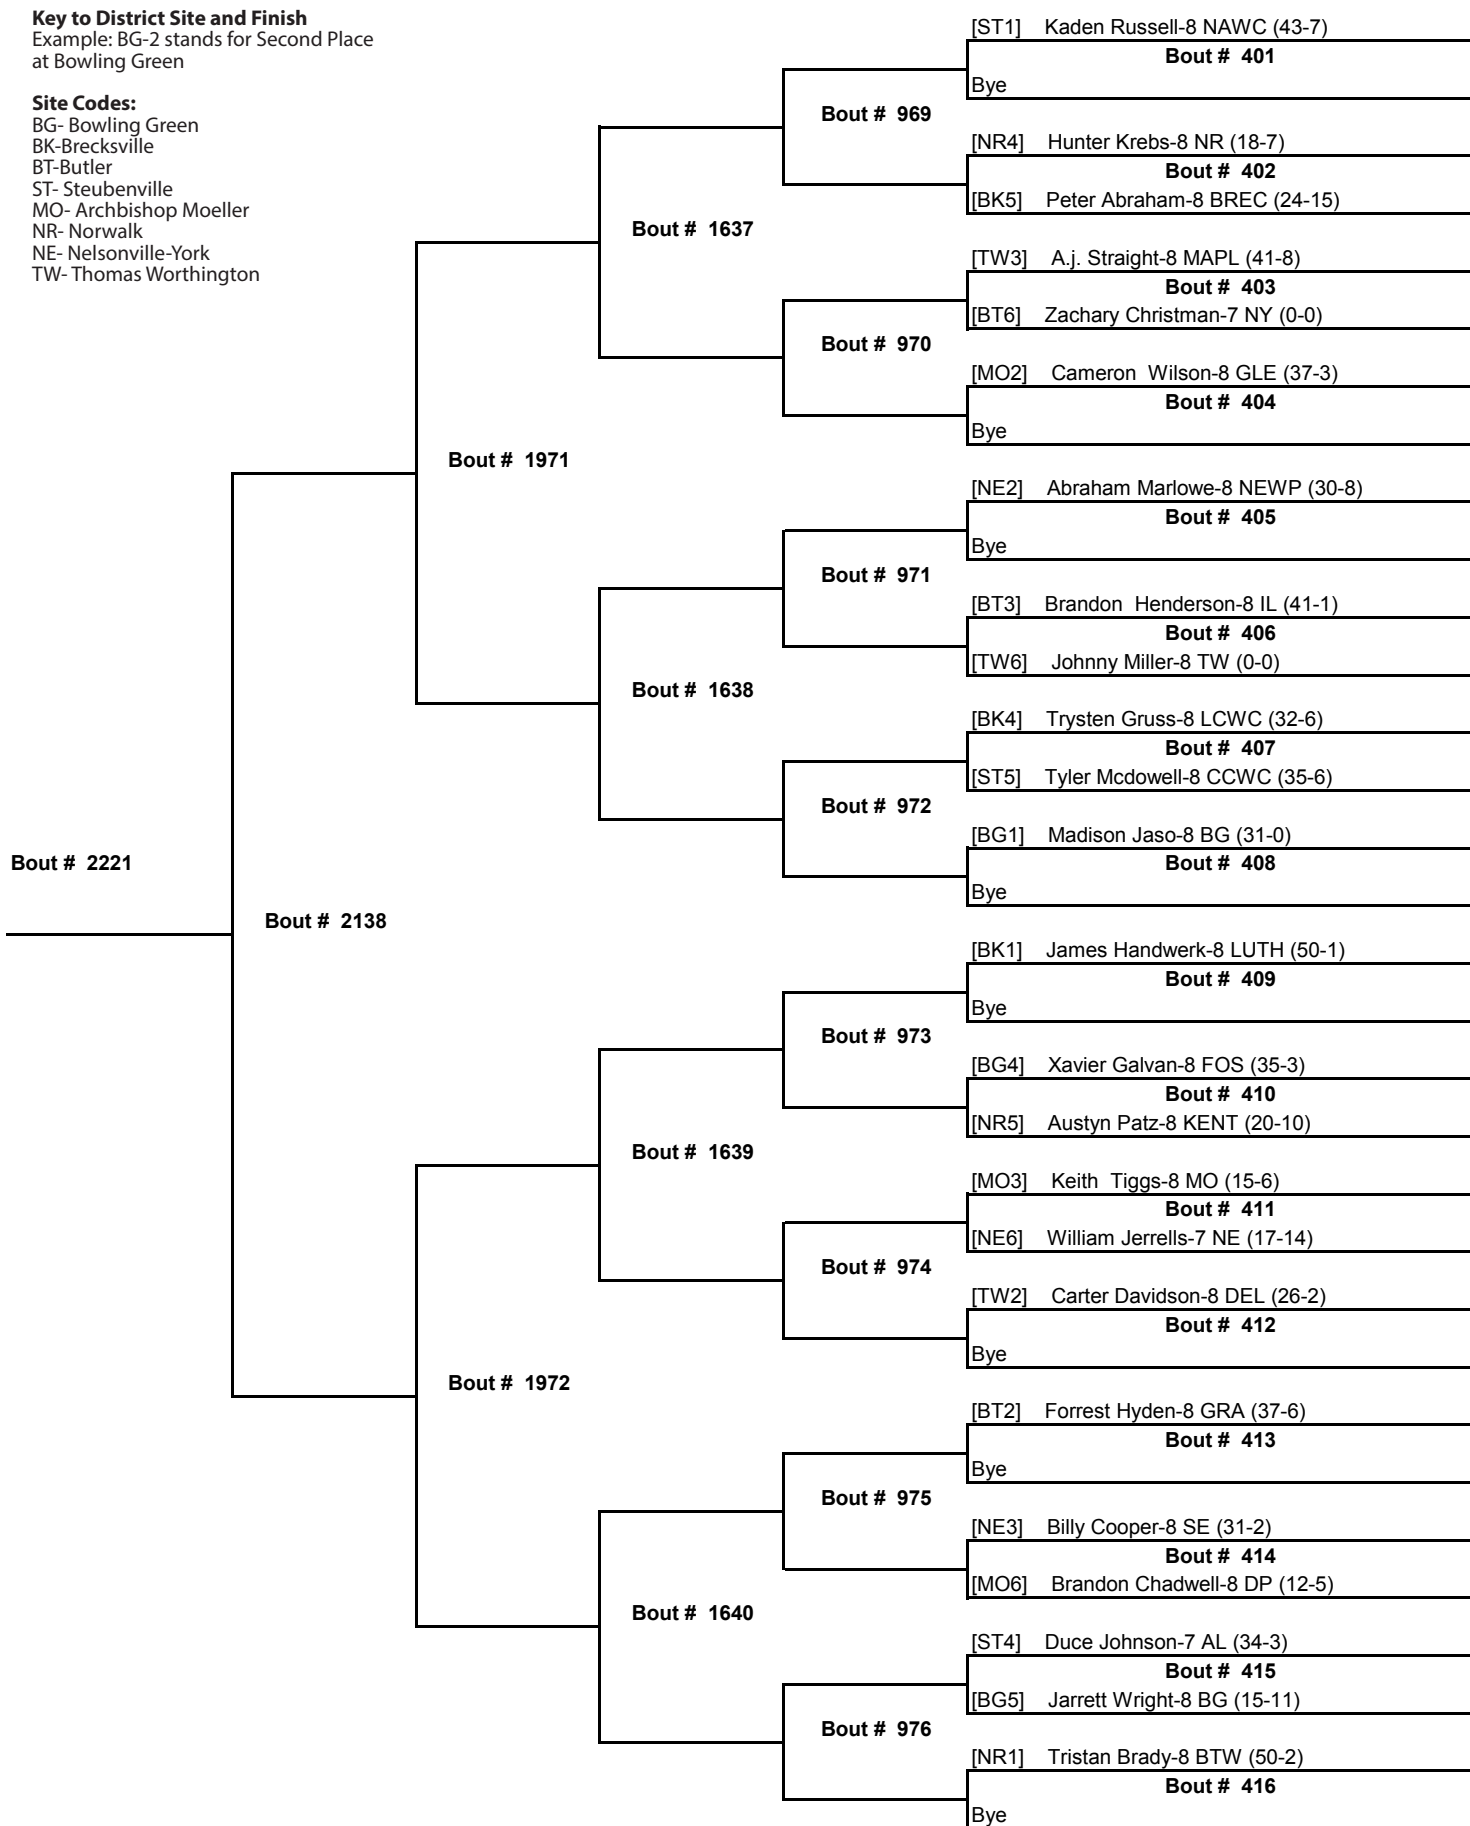 Key to District Site and Finish
Example: BG-2 stands for Second Place
at Bowling Green
Site Codes:
BG- Bowling Green
BK-Brecksville
BT-Butler
ST- Steubenville
MO- Archbishop Moeller
NR- Norwalk
NE- Nelsonville-York
TW- Thomas Worthington
[ST1] Kaden Russell-8 NAWC (43-7)
Bout # 401
Bye
Bout # 969
[NR4] Hunter Krebs-8 NR (18-7)
Bout # 402
[BK5] Peter Abraham-8 BREC (24-15)
Bout # 1637
[TW3] A.j. Straight-8 MAPL (41-8)
Bout # 403
[BT6] Zachary Christman-7 NY (0-0)
Bout # 970
[MO2] Cameron Wilson-8 GLE (37-3)
Bout # 404
Bye
Bout # 1971
[NE2] Abraham Marlowe-8 NEWP (30-8)
Bout # 405
Bye
Bout # 971
[BT3] Brandon Henderson-8 IL (41-1)
Bout # 406
[TW6] Johnny Miller-8 TW (0-0)
Bout # 1638
[BK4] Trysten Gruss-8 LCWC (32-6)
Bout # 407
[ST5] Tyler Mcdowell-8 CCWC (35-6)
Bout # 972
[BG1] Madison Jaso-8 BG (31-0)
Bout # 408
Bye
Bout # 2221
Bout # 2138
[BK1] James Handwerk-8 LUTH (50-1)
Bout # 409
Bye
Bout # 973
[BG4] Xavier Galvan-8 FOS (35-3)
Bout # 410
[NR5] Austyn Patz-8 KENT (20-10)
Bout # 1639
[MO3] Keith Tiggs-8 MO (15-6)
Bout # 411
[NE6] William Jerrells-7 NE (17-14)
Bout # 974
[TW2] Carter Davidson-8 DEL (26-2)
Bout # 412
Bye
Bout # 1972
[BT2] Forrest Hyden-8 GRA (37-6)
Bout # 413
Bye
Bout # 975
[NE3] Billy Cooper-8 SE (31-2)
Bout # 414
[MO6] Brandon Chadwell-8 DP (12-5)
Bout # 1640
[ST4] Duce Johnson-7 AL (34-3)
Bout # 415
[BG5] Jarrett Wright-8 BG (15-11)
Bout # 976
[NR1] Tristan Brady-8 BTW (50-2)
Bout # 416
Bye